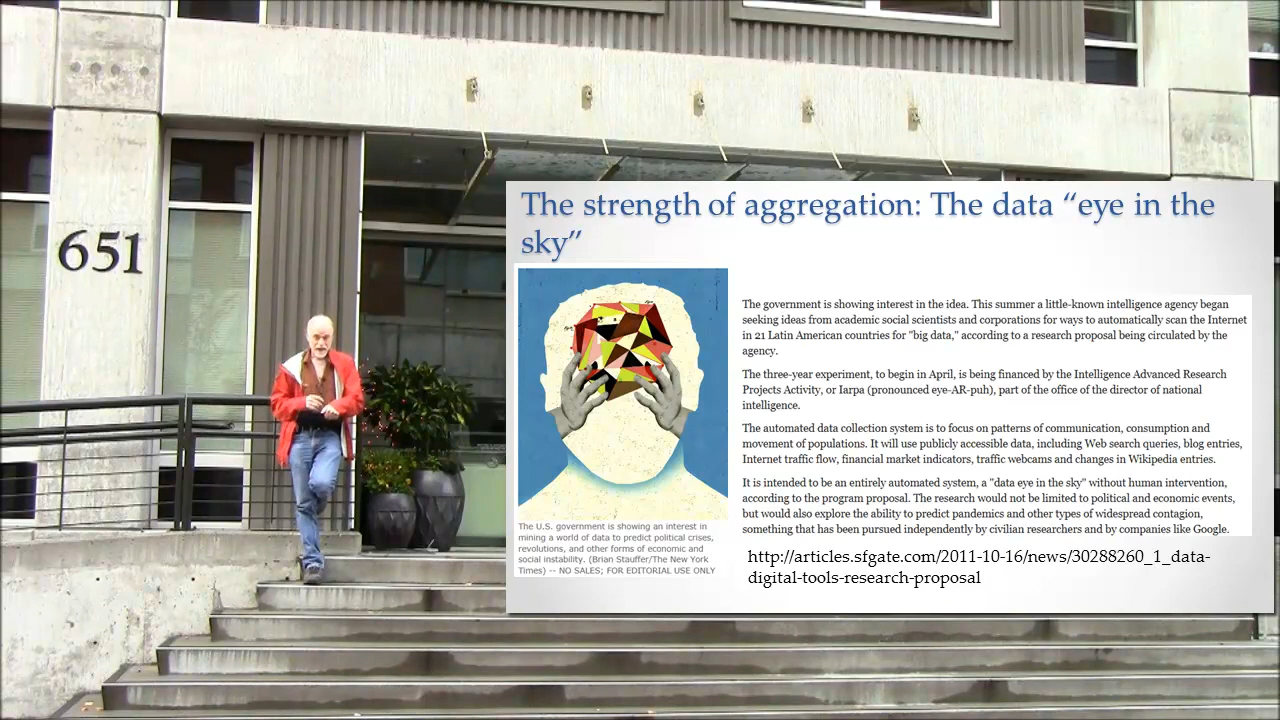 651
The strength of aggregation: The data “eye in the
sky”
The government is showing interest in the idea. This summer a little-known intelligence agency began
seeking ideas from academic social scientists and corporations for ways to automatically scan the Internet
in 21 Latin American countries for "big data," according to a research proposal being circulated by the
agency.
The three-year experiment, to begin in April, is being financed by the Intelligence Advanced Research
Projects Activity, or Iarpa (pronounced eye-AR-puh), part of the office of the director of national
intelligence.
The automated data collection system is to focus on patterns of communication, consumption and
movement of populations. It will use publicly accessible data, including Web search queries, blog entries,
Internet traffic flow, financial market indicators, traffic webcams and changes in Wikipedia entries.
It is intended to be an entirely automated system, a "data eye in the sky" without human intervention,
according to the program proposal. The research would not be limited to political and economic events,
but would also explore the ability to predict pandemics and other types of widespread contagion,
something that has been pursued independently by civilian researchers and by companies like Google.
The U.S. government is showing an interest in
mining a world of data to predict political crises,
revolutions, and other forms of economic and
social instability. (Brian Stauffer/The New York
Times) -- NO SALES; FOR EDITORIAL USE ONLY
http://articles.sfgate.com/2011-10-16/news/30288260_1_data-
digital-tools-research-proposal